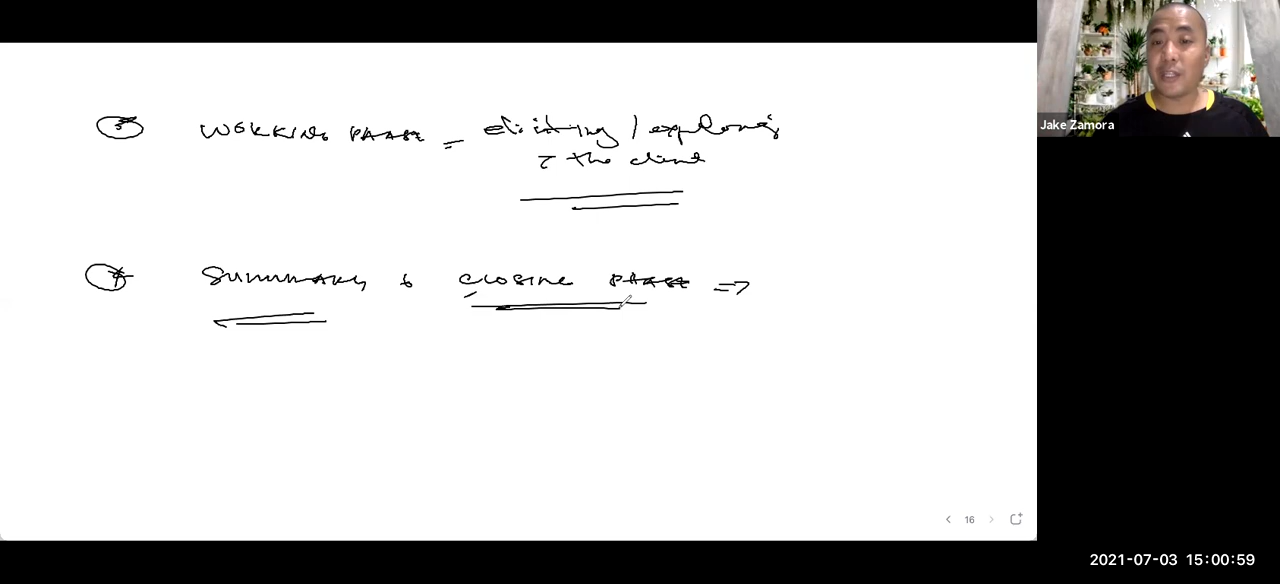 ③ WORKING PHASE = eliciting / exploring
c̄ the client
④ SUMMARY & CLOSING PHASE =>
Jake Zamora
16
2021-07-03 15:00:59